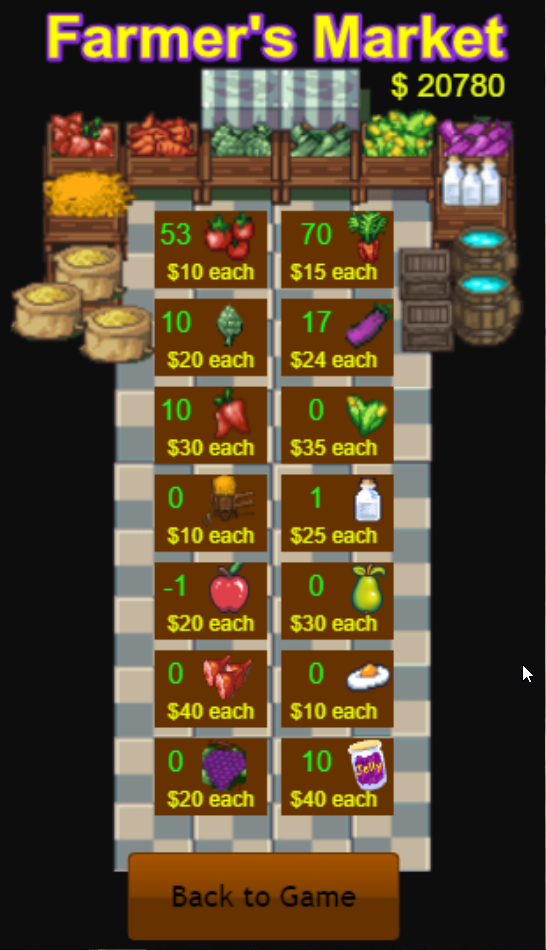 Farmer's Market
$ 20780
53 70
$10 each $15 each
10 17
$20 each $24 each
10 0
$30 each $35 each
0 1
$10 each $25 each
-1 0
$20 each $30 each
0 0
$40 each $10 each
0 10
Jelly
$20 each $40 each
Back to Game